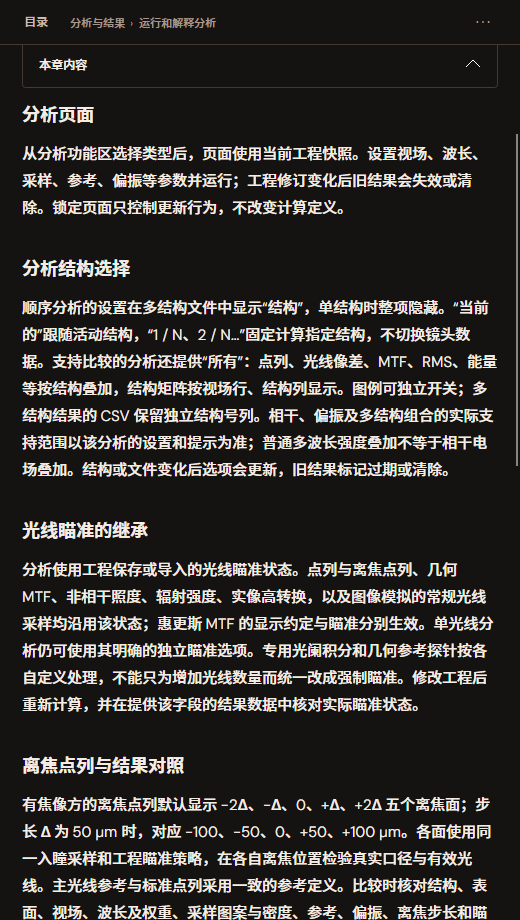 目录 分析与结果 › 运行和解释分析 ...
本章内容
分析页面
从分析功能区选择类型后，页面使用当前工程快照。设置视场、波长、
采样、参考、偏振等参数并运行；工程修订变化后旧结果会失效或清
除。锁定页面只控制更新行为，不改变计算定义。
分析结构选择
顺序分析的设置在多结构文件中显示“结构”，单结构时整项隐藏。“当前
的”跟随活动结构，“1 / N、2 / N…”固定计算指定结构，不切换镜头数
据。支持比较的分析还提供“所有”：点列、光线像差、MTF、RMS、能量
等按结构叠加，结构矩阵按视场行、结构列显示。图例可独立开关；多
结构结果的 CSV 保留独立结构号列。相干、偏振及多结构组合的实际支
持范围以该分析的设置和提示为准；普通多波长强度叠加不等于相干电
场叠加。结构或文件变化后选项会更新，旧结果标记过期或清除。
光线瞄准的继承
分析使用工程保存或导入的光线瞄准状态。点列与离焦点列、几何
MTF、非相干照度、辐射强度、实像高转换，以及图像模拟的常规光线
采样均沿用该状态；惠更斯 MTF 的显示约定与瞄准分别生效。单光线分
析仍可使用其明确的独立瞄准选项。专用光阑积分和几何参考探针按各
自定义处理，不能只为增加光线数量而统一改成强制瞄准。修改工程后
重新计算，并在提供该字段的结果数据中核对实际瞄准状态。
离焦点列与结果对照
有焦像方的离焦点列默认显示 −2Δ、−Δ、0、+Δ、+2Δ 五个离焦面；步
长 Δ 为 50 µm 时，对应 −100、−50、0、+50、+100 µm。各面使用同
一入瞳采样和工程瞄准策略，在各自离焦位置检验真实口径与有效光
线。主光线参考与标准点列采用一致的参考定义。比较时核对结构、表
面、视场、波长及权重、采样图案与密度、参考、偏振、离焦步长和瞄